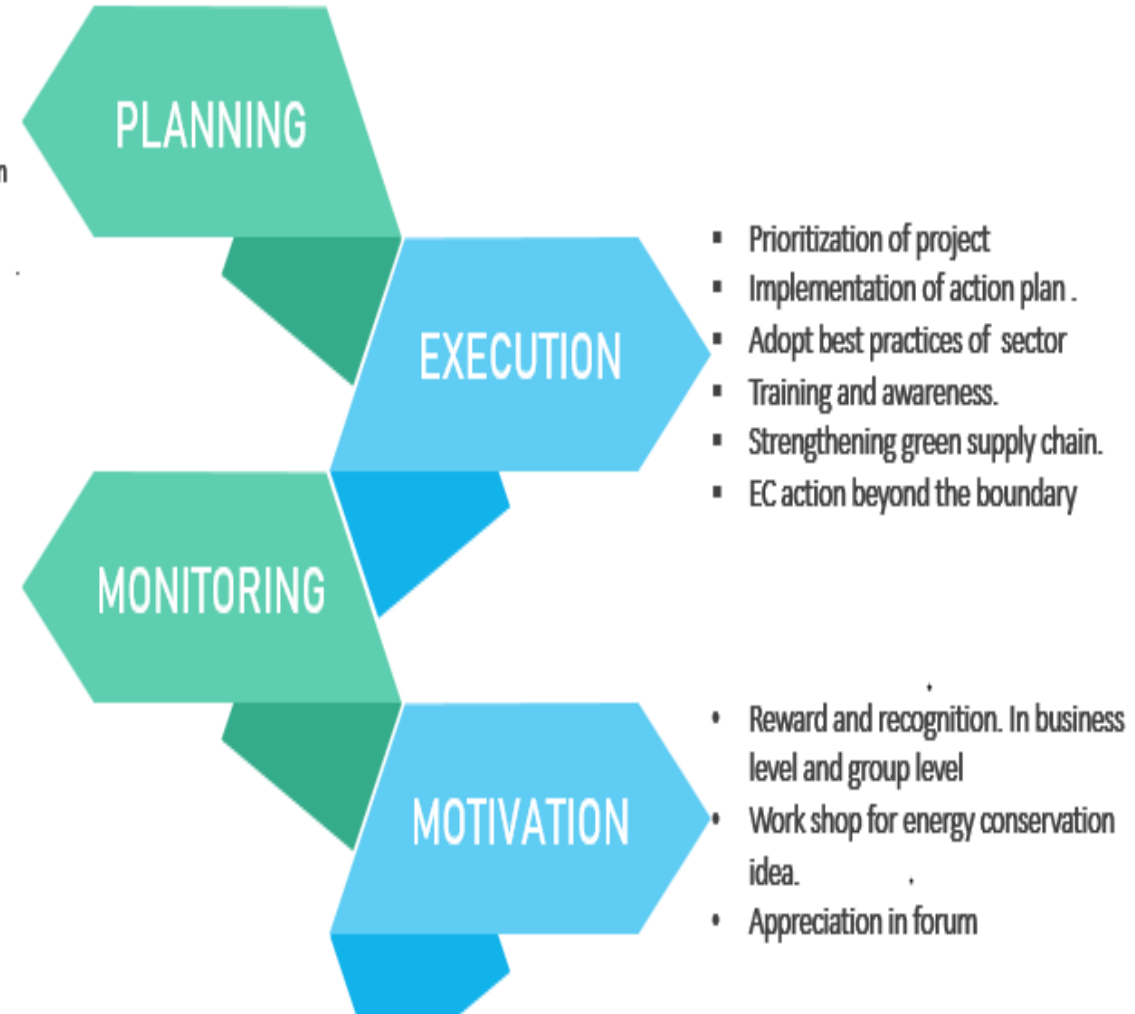 PLANNING
EXECUTION
▪ Prioritization of project
▪ Implementation of action plan .
▪ Adopt best practices of sector
▪ Training and awareness.
▪ Strengthening green supply chain.
▪ EC action beyond the boundary
MONITORING
MOTIVATION
• Reward and recognition. In business
level and group level
• Work shop for energy conservation
idea.
• Appreciation in forum